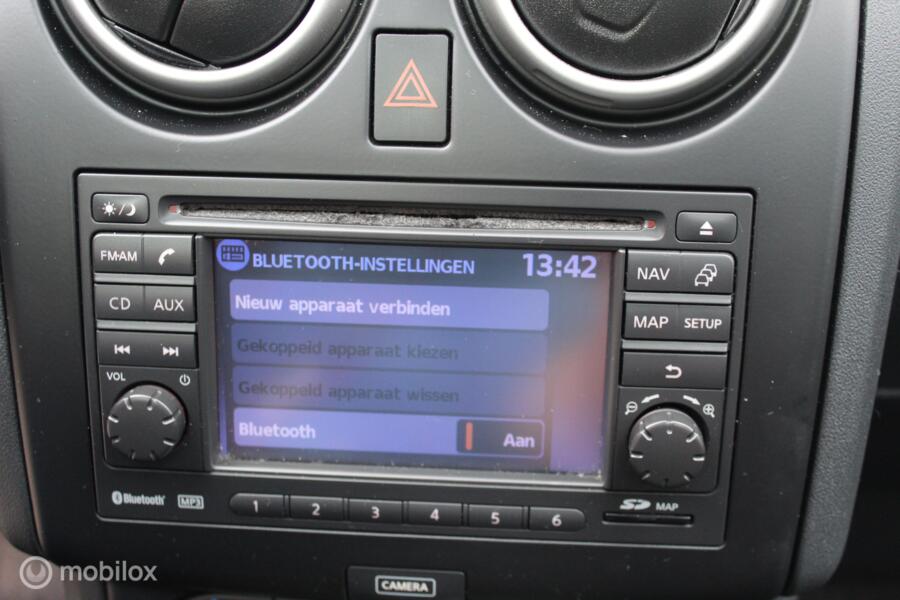 BLUETOOTH-INSTELLINGEN 13:42
Nieuw apparaat verbinden
Gekoppeld apparaat kiezen
Gekoppeld apparaat wissen
Bluetooth Aan
FM·AM
CD AUX
VOL
NAV
MAP SETUP
Bluetooth MP3
1 2 3 4 5 6
SD MAP
CAMERA
mobilox